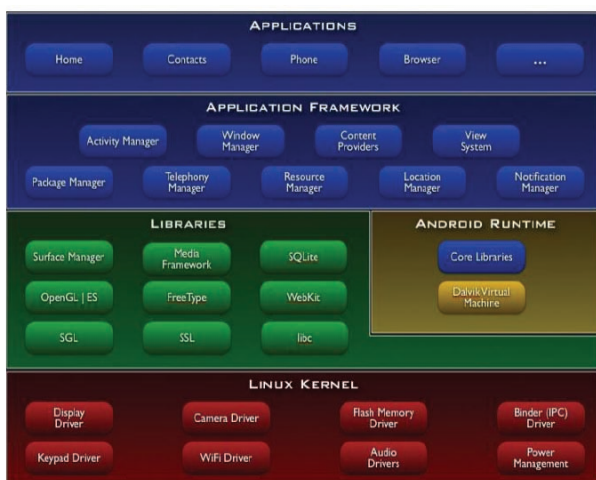 APPLICATIONS
Home
Contacts
Phone
Browser
...
APPLICATION FRAMEWORK
Activity Manager
Window
Manager
Content
Providers
View
System
Package Manager
Telephony
Manager
Resource
Manager
Location
Manager
Notification
Manager
LIBRARIES
Surface Manager
Media
Framework
SQLite
OpenGL | ES
FreeType
WebKit
SGL
SSL
libc
ANDROID RUNTIME
Core Libraries
Dalvik Virtual
Machine
LINUX KERNEL
Display
Driver
Camera Driver
Flash Memory
Driver
Binder (IPC)
Driver
Keypad Driver
WiFi Driver
Audio
Drivers
Power
Management